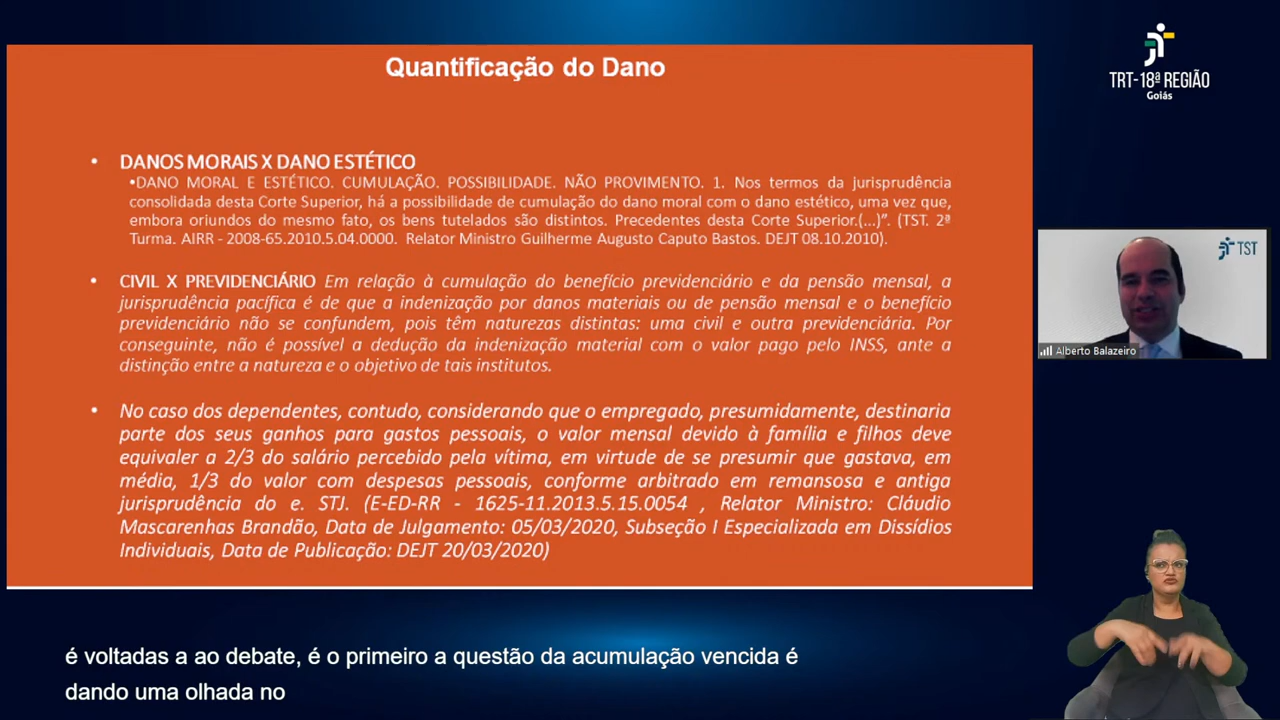 Quantificação do Dano
TRT-18ª REGIÃO
Goiás
• DANOS MORAIS X DANO ESTÉTICO
•DANO MORAL E ESTÉTICO. CUMULAÇÃO. POSSIBILIDADE. NÃO PROVIMENTO. 1. Nos termos da jurisprudência
consolidada desta Corte Superior, há a possibilidade de cumulação do dano moral com o dano estético, uma vez que,
embora oriundos do mesmo fato, os bens tutelados são distintos. Precedentes desta Corte Superior.(...)”. (TST. 2ª
Turma. AIRR - 2008-65.2010.5.04.0000. Relator Ministro Guilherme Augusto Caputo Bastos. DEJT 08.10.2010).
• CIVIL X PREVIDENCIÁRIO Em relação à cumulação do benefício previdenciário e da pensão mensal, a
jurisprudência pacífica é de que a indenização por danos materiais ou de pensão mensal e o benefício
previdenciário não se confundem, pois têm naturezas distintas: uma civil e outra previdenciária. Por
conseguinte, não é possível a dedução da indenização material com o valor pago pelo INSS, ante a
distinção entre a natureza e o objetivo de tais institutos.
• No caso dos dependentes, contudo, considerando que o empregado, presumidamente, destinaria
parte dos seus ganhos para gastos pessoais, o valor mensal devido à família e filhos deve
equivaler a 2/3 do salário percebido pela vítima, em virtude de se presumir que gastava, em
média, 1/3 do valor com despesas pessoais, conforme arbitrado em remansosa e antiga
jurisprudência do e. STJ. (E-ED-RR - 1625-11.2013.5.15.0054 , Relator Ministro: Cláudio
Mascarenhas Brandão, Data de Julgamento: 05/03/2020, Subseção I Especializada em Dissídios
Individuais, Data de Publicação: DEJT 20/03/2020)
TST
Alberto Balazeiro
é voltadas a ao debate, é o primeiro a questão da acumulação vencida é
dando uma olhada no